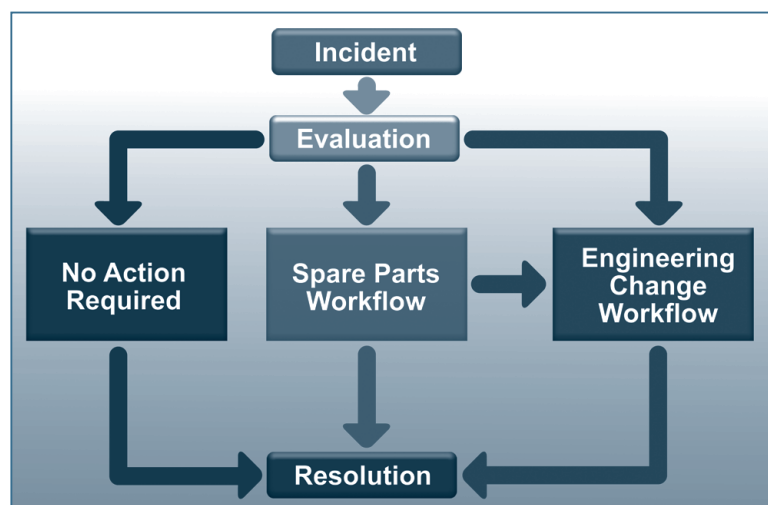 Incident
Evaluation
No Action
Required
Spare Parts
Workflow
Engineering
Change
Workflow
Resolution